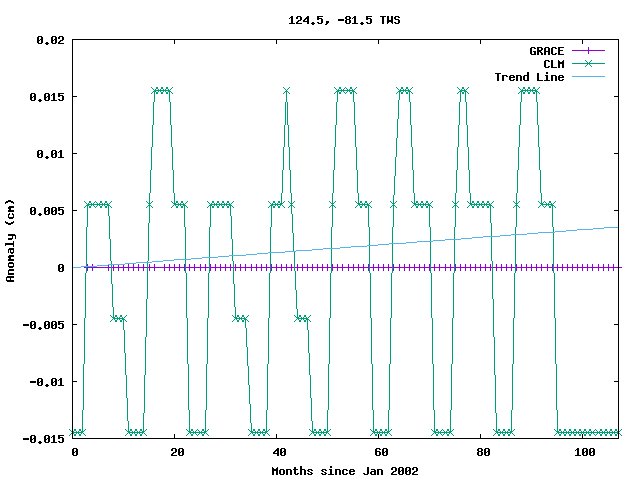 124.5, -81.5 TWS
GRACE
CLM
Trend Line
0.02
0.015
0.01
0.005
0
-0.005
-0.01
-0.015
Anomaly (cm)
0 20 40 60 80 100
Months since Jan 2002